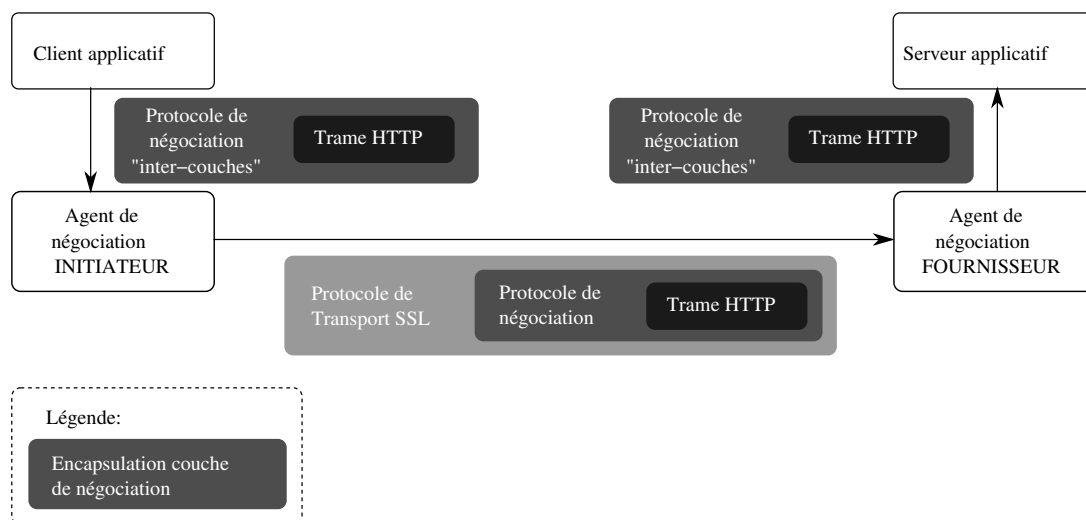 Client applicatif
Serveur applicatif
Protocole de
négociation
"inter−couches"
Trame HTTP
Protocole de
négociation
"inter−couches"
Trame HTTP
Agent de
négociation
INITIATEUR
Agent de
négociation
FOURNISSEUR
Protocole de
Transport SSL
Protocole de
négociation
Trame HTTP
Légende:
Encapsulation couche
de négociation